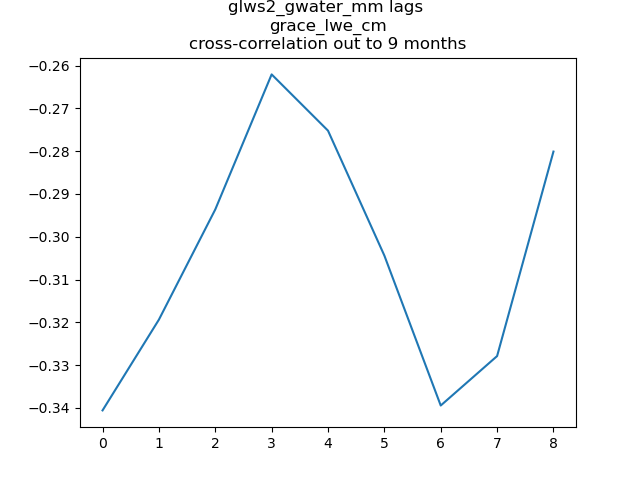 glws2_gwater_mm lags
grace_lwe_cm
cross-correlation out to 9 months
−0.26
−0.27
−0.28
−0.29
−0.30
−0.31
−0.32
−0.33
−0.34
0 1 2 3 4 5 6 7 8